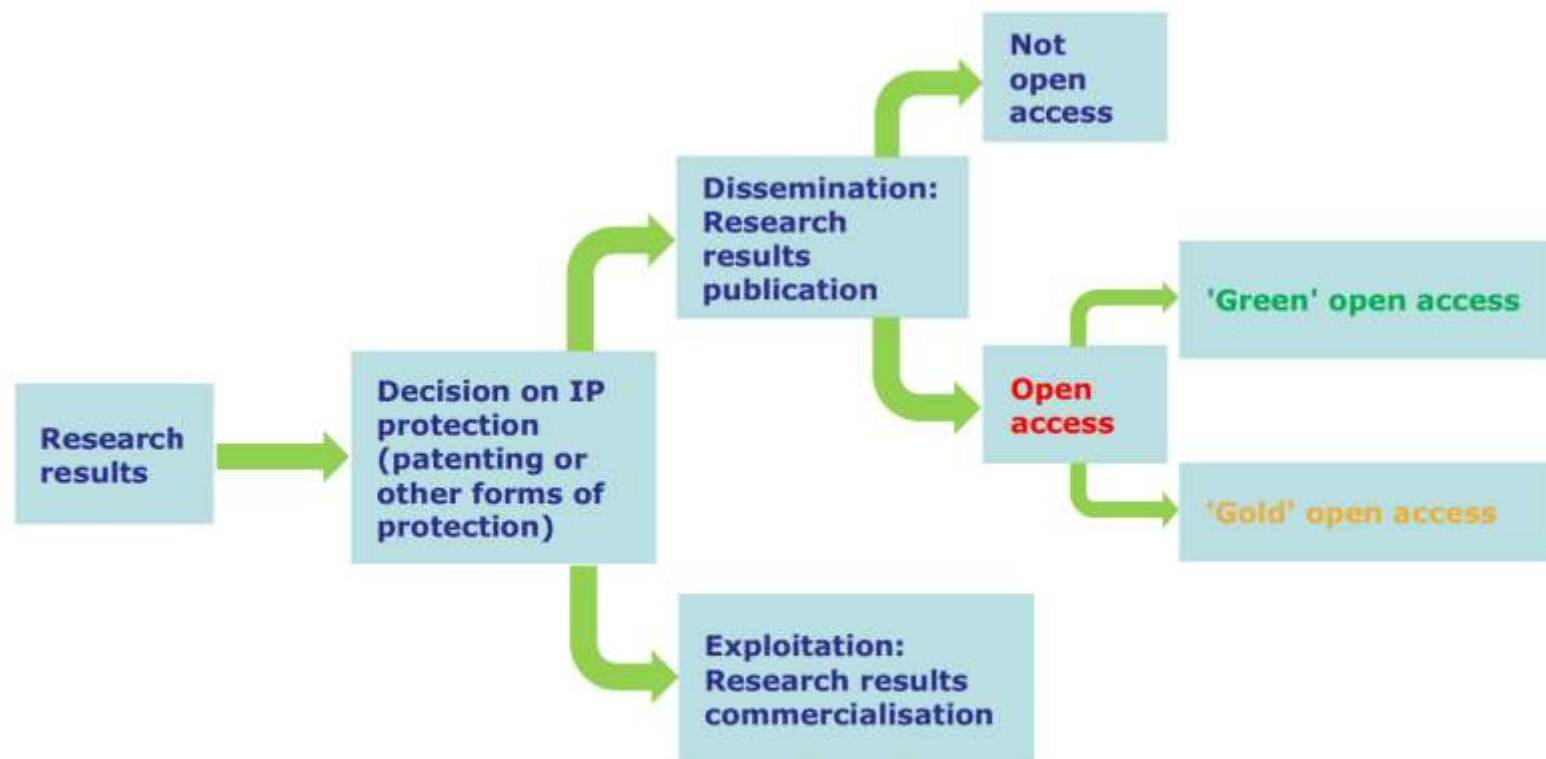 Not
open
access
Dissemination:
Research
results
publication
'Green' open access
Decision on IP
protection
(patenting or
other forms of
protection)
Open
access
Research
results
'Gold' open access
Exploitation:
Research results
commercialisation